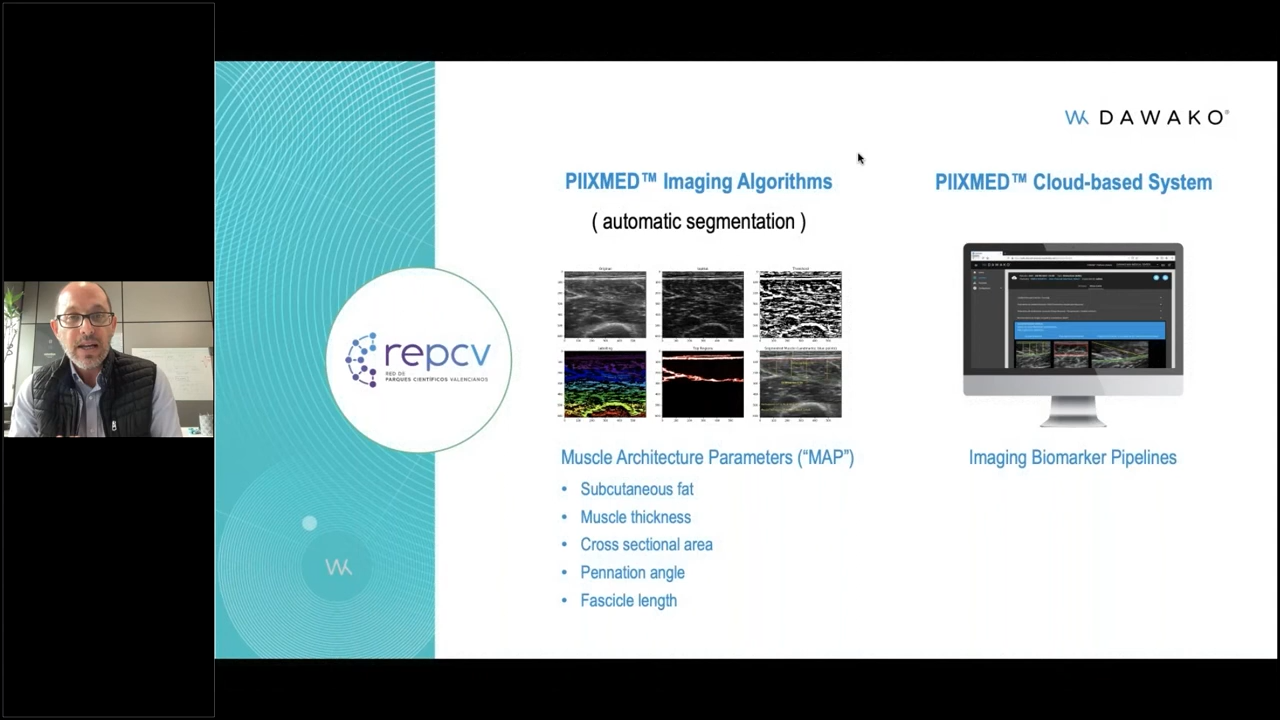 DAWAKO®
PIIXMED™ Imaging Algorithms
( automatic segmentation )
PIIXMED™ Cloud-based System
repcv
RED DE
PARQUES CIENTÍFICOS VALENCIANOS
DAWAKO
Muscle Architecture Parameters (“MAP”)
• Subcutaneous fat
• Muscle thickness
• Cross sectional area
• Pennation angle
• Fascicle length
Imaging Biomarker Pipelines